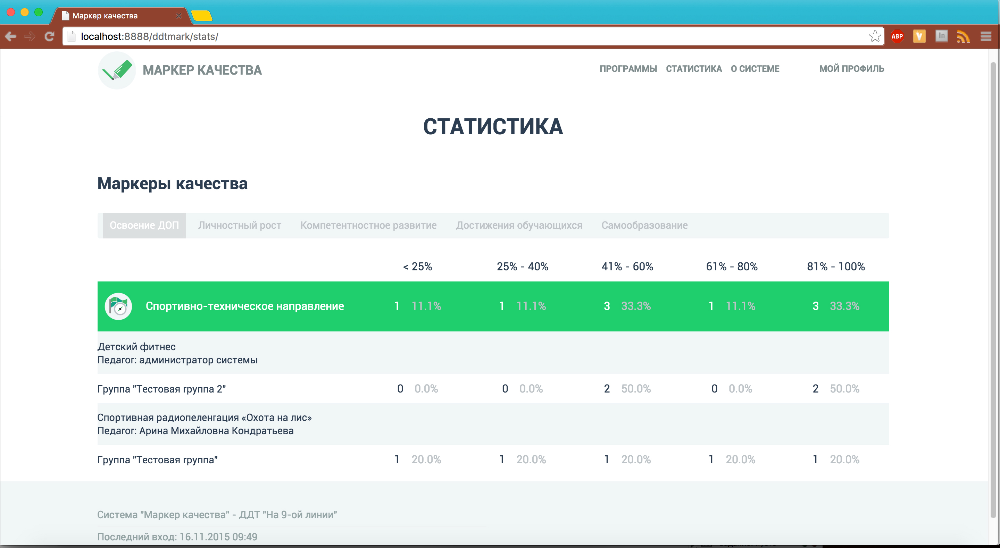 Маркер качества
localhost:8888/ddtmark/stats/
ABP
V
In
МАРКЕР КАЧЕСТВА
ПРОГРАММЫ СТАТИСТИКА О СИСТЕМЕ МОЙ ПРОФИЛЬ
СТАТИСТИКА
Маркеры качества
Освоение ДОП Личностный рост Компетентностное развитие Достижения обучающихся Самообразование
< 25% 25% - 40% 41% - 60% 61% - 80% 81% - 100%
Спортивно-техническое направление 1 11.1% 1 11.1% 3 33.3% 1 11.1% 3 33.3%
Детский фитнес
Педагог: администратор системы
Группа "Тестовая группа 2" 0 0.0% 0 0.0% 2 50.0% 0 0.0% 2 50.0%
Спортивная радиопеленгация «Охота на лис»
Педагог: Арина Михайловна Кондратьева
Группа "Тестовая группа" 1 20.0% 1 20.0% 1 20.0% 1 20.0% 1 20.0%
Система "Маркер качества" - ДДТ "На 9-ой линии"
Последний вход: 16.11.2015 09:49